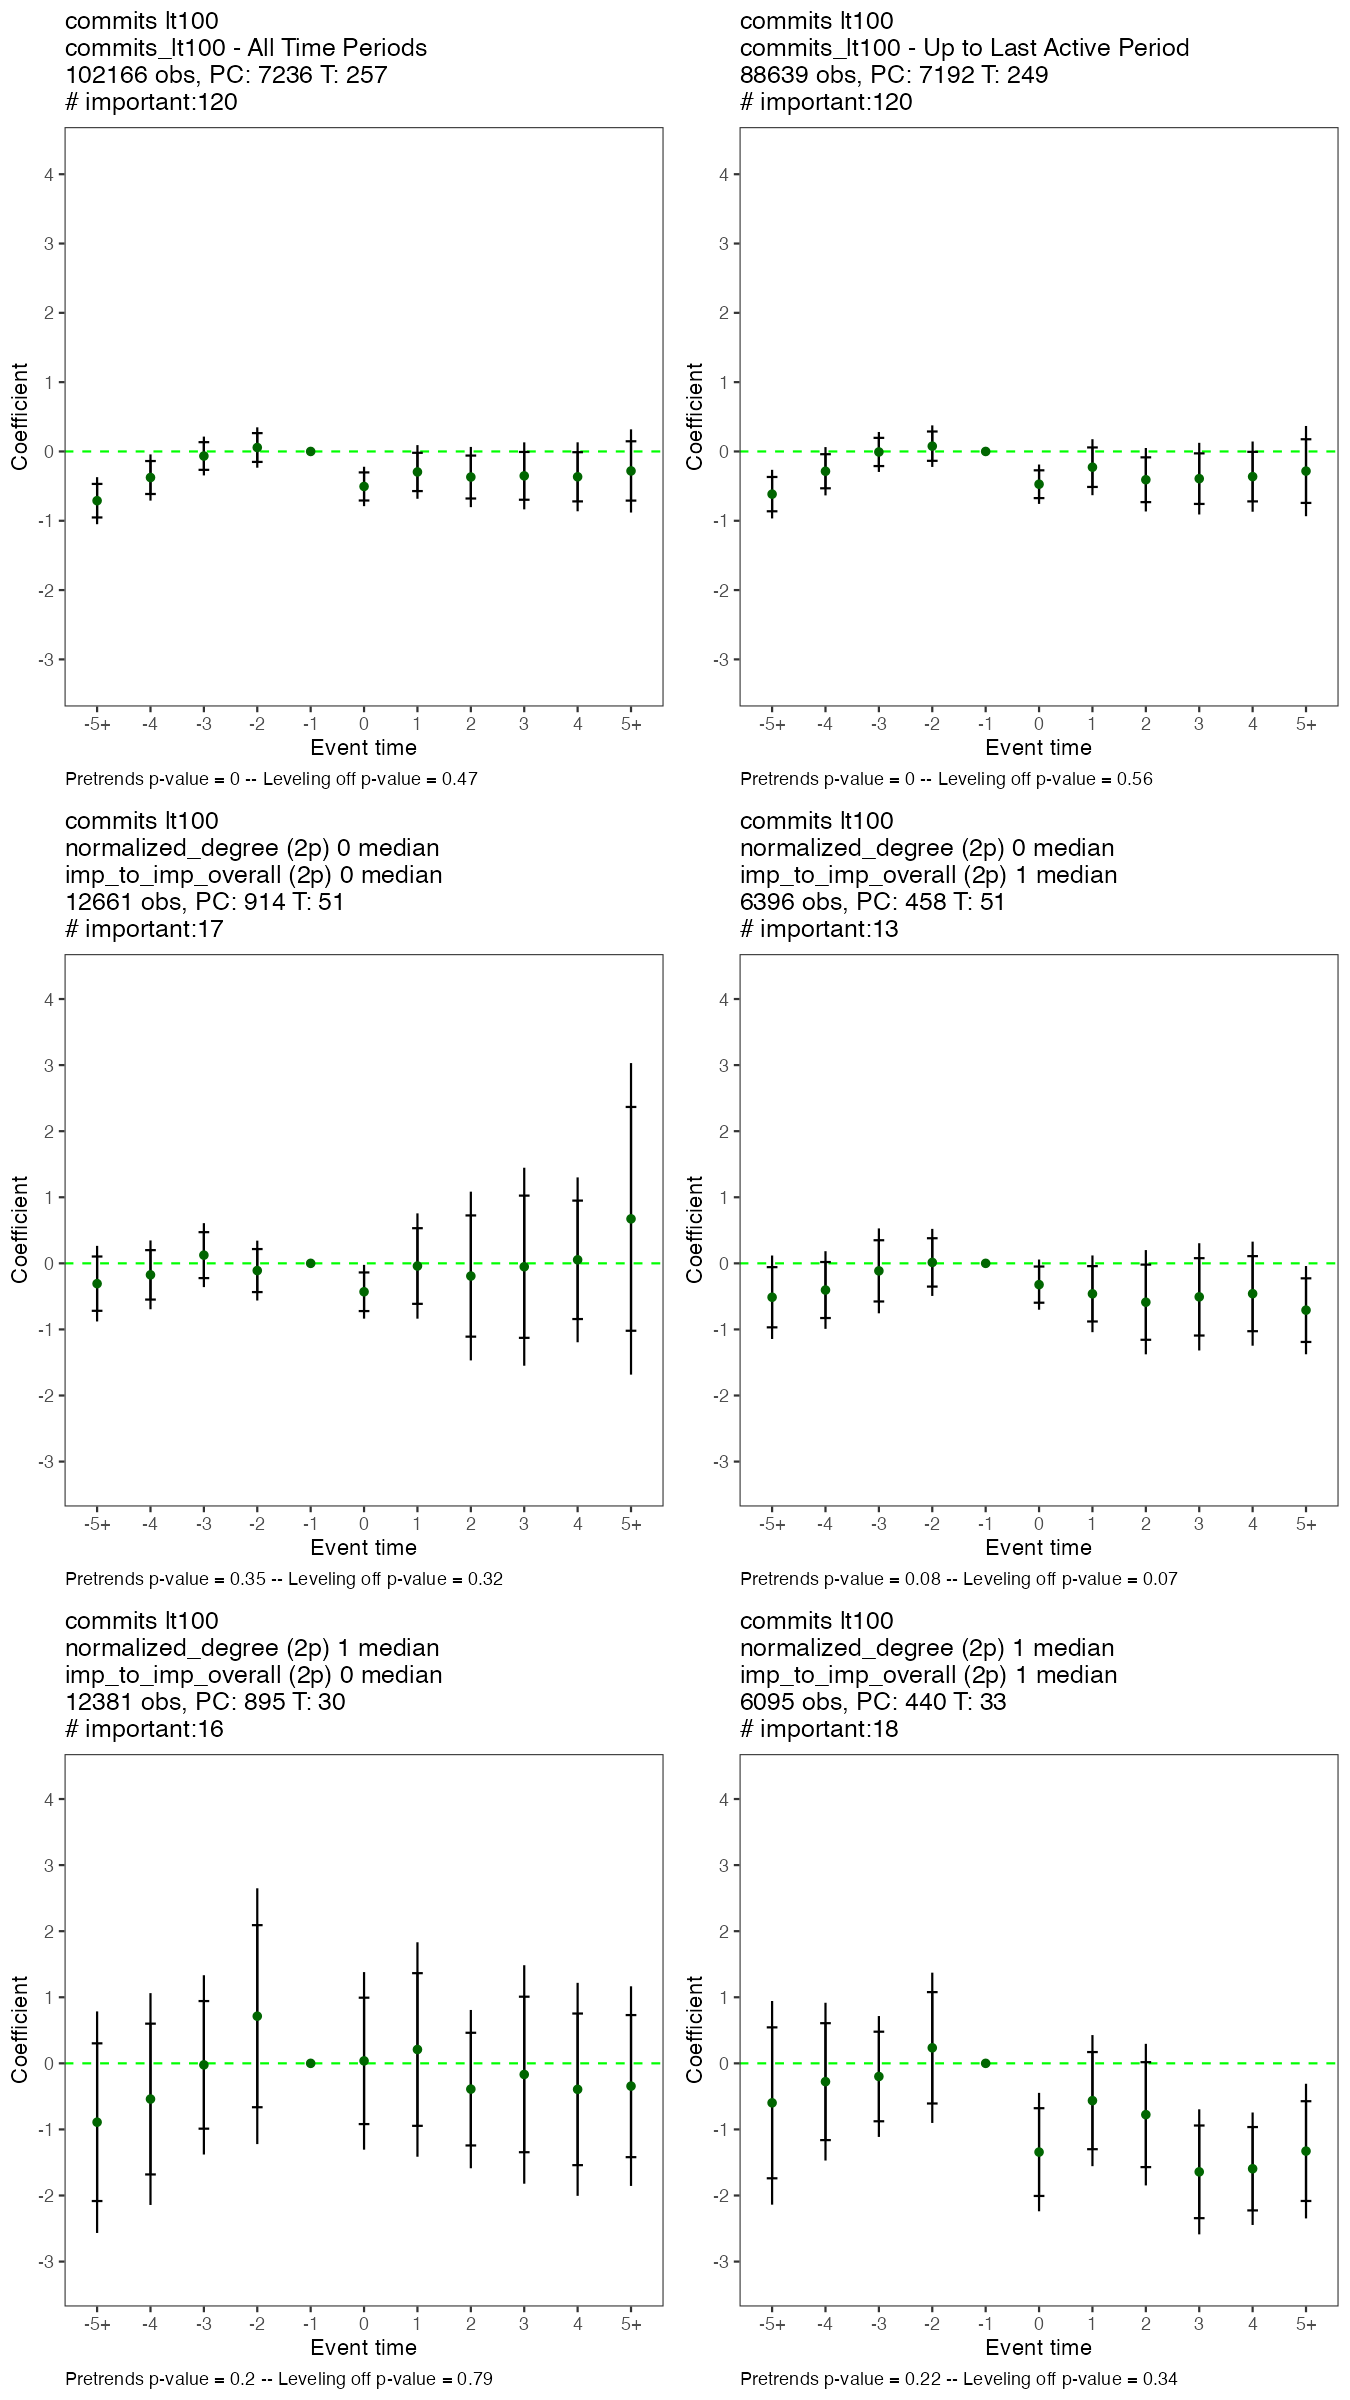 commits lt100
commits_lt100 - All Time Periods
102166 obs, PC: 7236 T: 257
# important:120
4
3
2
1
0
-1
-2
-3
Coefficient
-5+ -4 -3 -2 -1 0 1 2 3 4 5+
Event time
Pretrends p-value = 0 -- Leveling off p-value = 0.47
commits lt100
commits_lt100 - Up to Last Active Period
88639 obs, PC: 7192 T: 249
# important:120
4
3
2
1
0
-1
-2
-3
Coefficient
-5+ -4 -3 -2 -1 0 1 2 3 4 5+
Event time
Pretrends p-value = 0 -- Leveling off p-value = 0.56
commits lt100
normalized_degree (2p) 0 median
imp_to_imp_overall (2p) 0 median
12661 obs, PC: 914 T: 51
# important:17
4
3
2
1
0
-1
-2
-3
Coefficient
-5+ -4 -3 -2 -1 0 1 2 3 4 5+
Event time
Pretrends p-value = 0.35 -- Leveling off p-value = 0.32
commits lt100
normalized_degree (2p) 0 median
imp_to_imp_overall (2p) 1 median
6396 obs, PC: 458 T: 51
# important:13
4
3
2
1
0
-1
-2
-3
Coefficient
-5+ -4 -3 -2 -1 0 1 2 3 4 5+
Event time
Pretrends p-value = 0.08 -- Leveling off p-value = 0.07
commits lt100
normalized_degree (2p) 1 median
imp_to_imp_overall (2p) 0 median
12381 obs, PC: 895 T: 30
# important:16
4
3
2
1
0
-1
-2
-3
Coefficient
-5+ -4 -3 -2 -1 0 1 2 3 4 5+
Event time
Pretrends p-value = 0.2 -- Leveling off p-value = 0.79
commits lt100
normalized_degree (2p) 1 median
imp_to_imp_overall (2p) 1 median
6095 obs, PC: 440 T: 33
# important:18
4
3
2
1
0
-1
-2
-3
Coefficient
-5+ -4 -3 -2 -1 0 1 2 3 4 5+
Event time
Pretrends p-value = 0.22 -- Leveling off p-value = 0.34